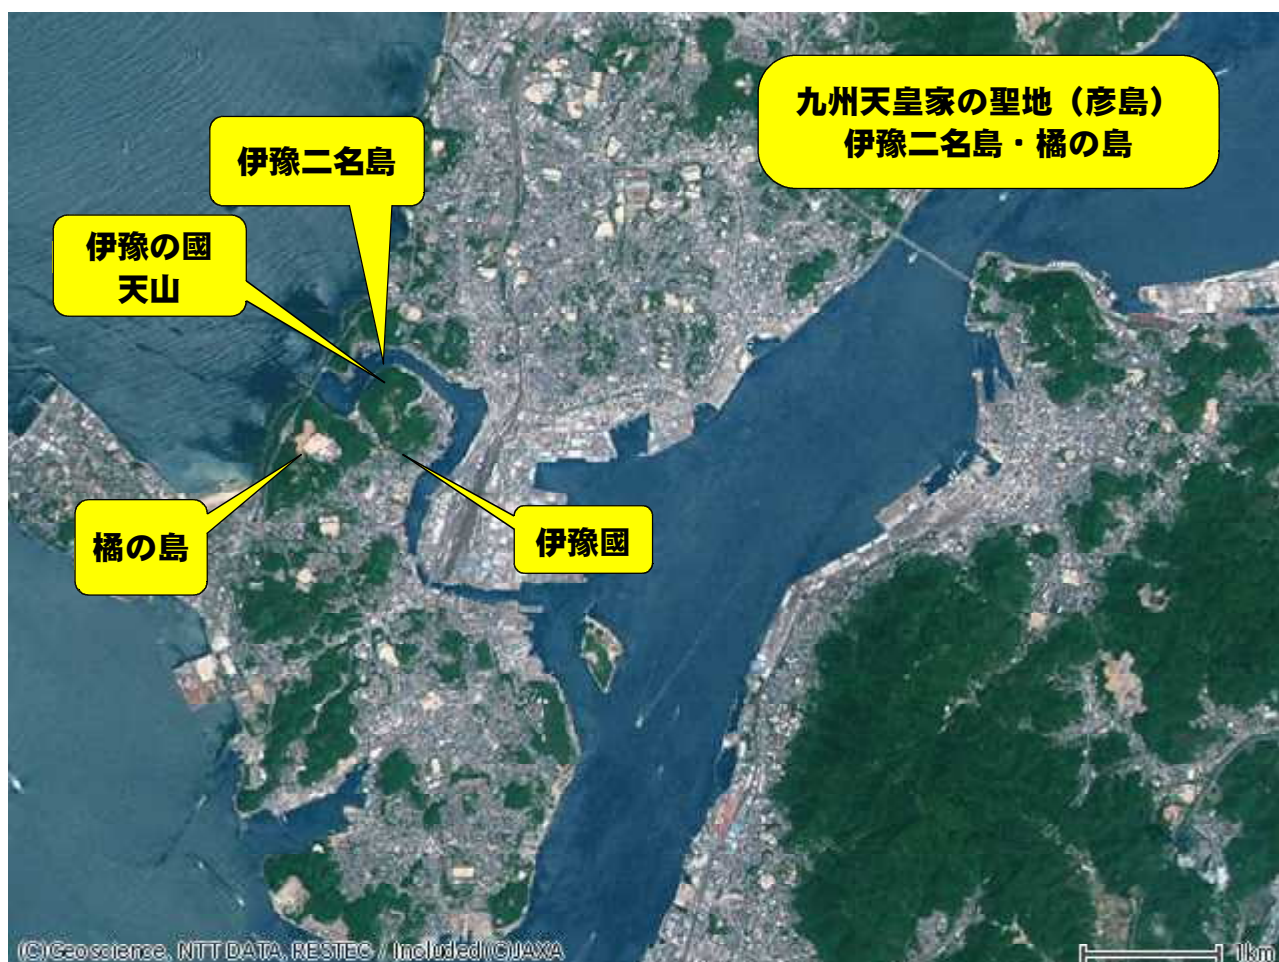 九州天皇家の聖地（彦島）
伊豫二名島・橘の島
伊豫二名島
伊豫の國
天山
橘の島
伊豫國
(C)Geoscience, NTT DATA, RESTEC / Included(C)JAXA
1km